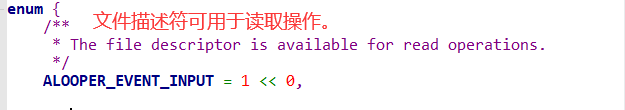 enum {
/** 文件描述符可用于读取操作。
* The file descriptor is available for read operations.
*/
ALOOPER_EVENT_INPUT = 1 << 0,